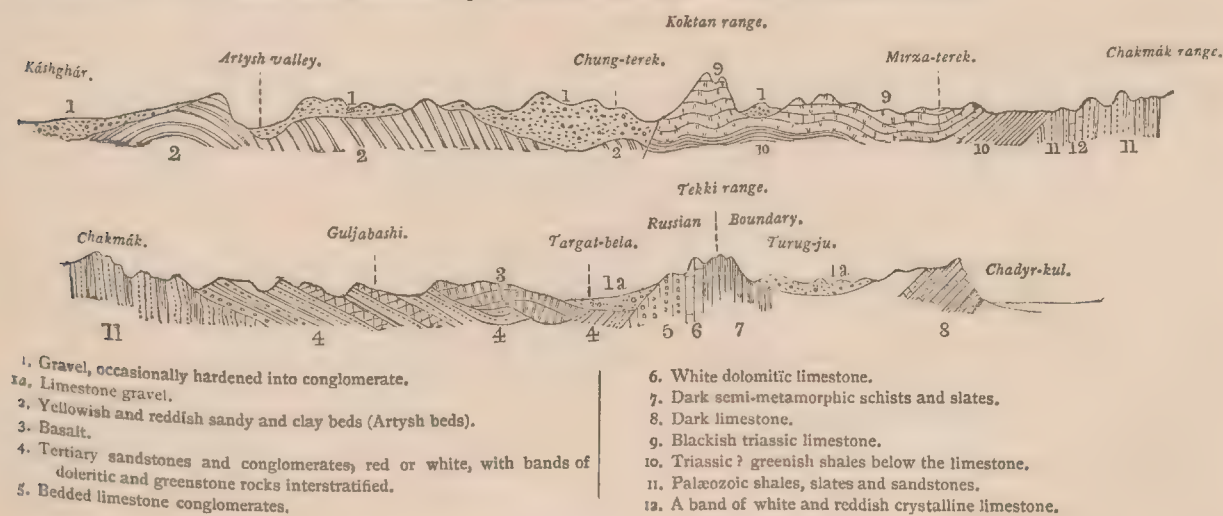 Koktan range.
Káshghár.
Artysh valley.
Chung-terek.
Mirza-terek.
Chakmák range.
1
1
1
9
1
9
2
2
2
10
10
11
12
11
Tekki range.
Russian Boundary.
Chakmák.
Guljabashi.
Targat-bela.
Turug-ju.
Chadyr-kul.
3
1a
1a
11
4
4
4
5
6
7
8
1. Gravel, occasionally hardened into conglomerate.
1a. Limestone gravel.
2. Yellowish and reddish sandy and clay beds (Artysh beds).
3. Basalt.
4. Tertiary sandstones and conglomerates, red or white, with bands of
doleritic and greenstone rocks interstratified.
5. Bedded limestone conglomerates.
6. White dolomitic limestone.
7. Dark semi-metamorphic schists and slates.
8. Dark limestone.
9. Blackish triassic limestone.
10. Triassic ? greenish shales below the limestone.
11. Palæozoic shales, slates and sandstones.
12. A band of white and reddish crystalline limestone.